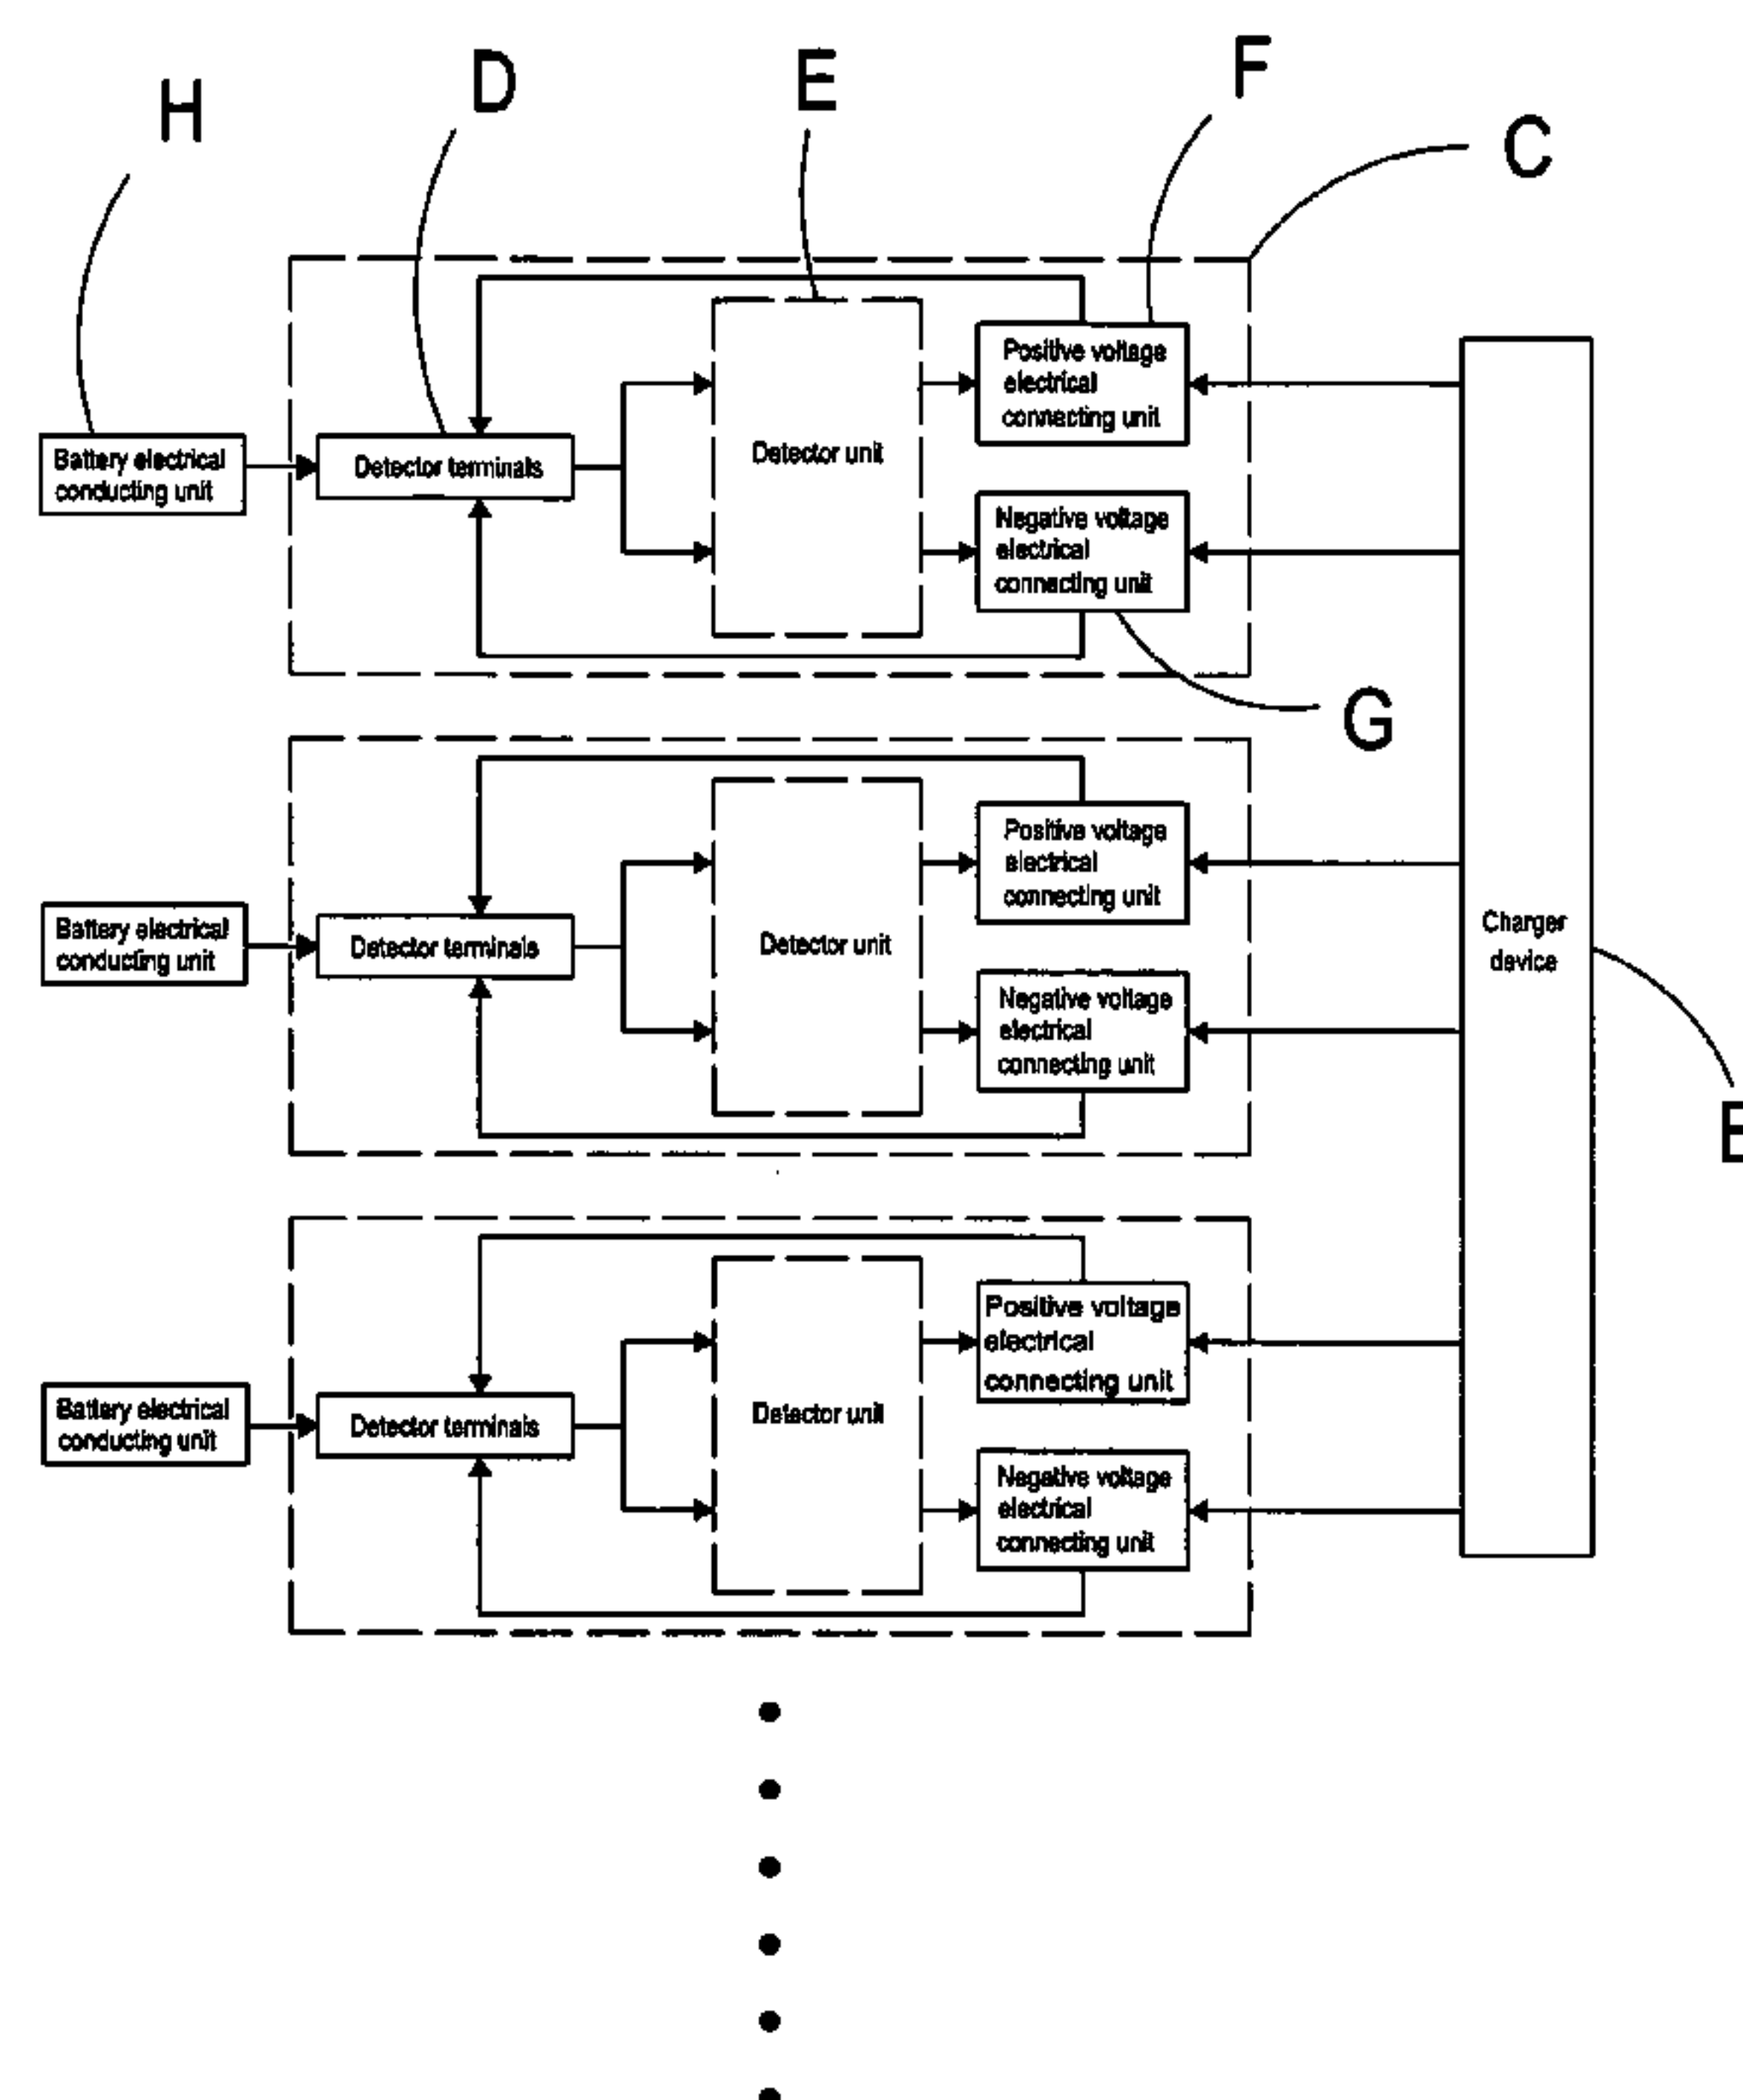 H
D
E
F
C
Positive voltage
electrical
connecting unit
Battery electrical
conducting unit
Detector terminals
Detector unit
Negative voltage
electrical
connecting unit
G
Positive voltage
electrical
connecting unit
Battery electrical
conducting unit
Detector terminals
Detector unit
Negative voltage
electrical
connecting unit
Charger
device
Positive voltage
electrical
connecting unit
Battery electrical
conducting unit
Detector terminals
Detector unit
Negative voltage
electrical
connecting unit